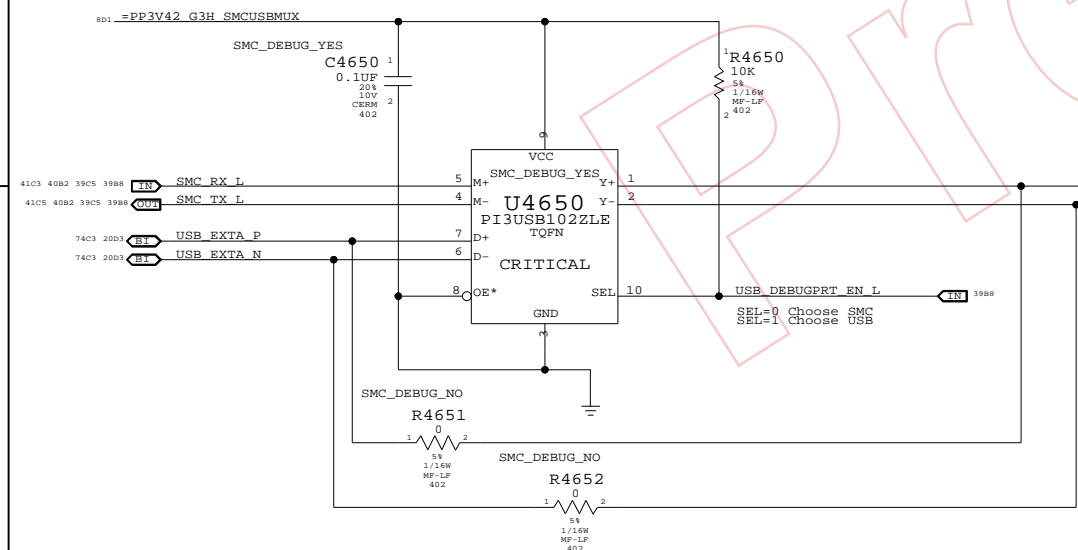 8D1 =PP3V42_G3H_SMCUSBMUX
SMC_DEBUG_YES
C4650
0.1UF
20%
10V
CERM
402
1
2
1
R4650
10K
5%
1/16W
MF-LF
402
2
9
VCC
SMC_DEBUG_YES
U4650
PI3USB102ZLE
TQFN
CRITICAL
41C3 40B2 39C5 39B8 IN SMC_RX_L 5 M+ Y+ 1
41C5 40B2 39C5 39B8 OUT SMC_TX_L 4 M- Y- 2
74C3 20D3 BI USB_EXTA_P 7 D+
74C3 20D3 BI USB_EXTA_N 6 D-
8 OE* SEL 10 USB_DEBUGPRT_EN_L IN 39B8
SEL=0 Choose SMC
SEL=1 Choose USB
GND
3
SMC_DEBUG_NO
R4651
0
1 2
5%
1/16W
MF-LF
402
SMC_DEBUG_NO
R4652
0
1 2
5%
1/16W
MF-LF
402